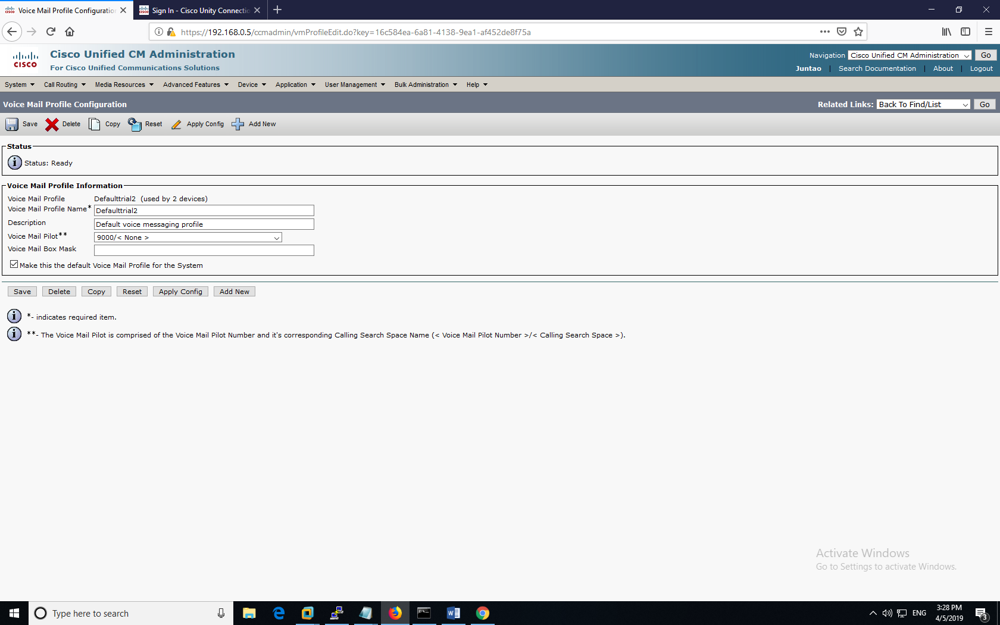 Voice Mail Profile Configuration
Sign In - Cisco Unity Connectio
https://192.168.0.5/ccmadmin/vmProfileEdit.do?key=16c584ea-6a81-4138-9ea1-af452de8f75a
CISCO
Cisco Unified CM Administration
For Cisco Unified Communications Solutions
Navigation Cisco Unified CM Administration Go
Juntao | Search Documentation | About | Logout
System Call Routing Media Resources Advanced Features Device Application User Management Bulk Administration Help
Voice Mail Profile Configuration
Related Links: Back To Find/List Go
Save Delete Copy Reset Apply Config Add New
Status
Status: Ready
Voice Mail Profile Information
Voice Mail Profile Defaulttrial2 (used by 2 devices)
Voice Mail Profile Name* Defaulttrial2
Description Default voice messaging profile
Voice Mail Pilot** 9000/< None >
Voice Mail Box Mask
Make this the default Voice Mail Profile for the System
Save Delete Copy Reset Apply Config Add New
*- indicates required item.
**- The Voice Mail Pilot is comprised of the Voice Mail Pilot Number and it's corresponding Calling Search Space Name (< Voice Mail Pilot Number >/< Calling Search Space >).
Activate Windows
Go to Settings to activate Windows.
Type here to search
ENG
3:28 PM
4/5/2019
3